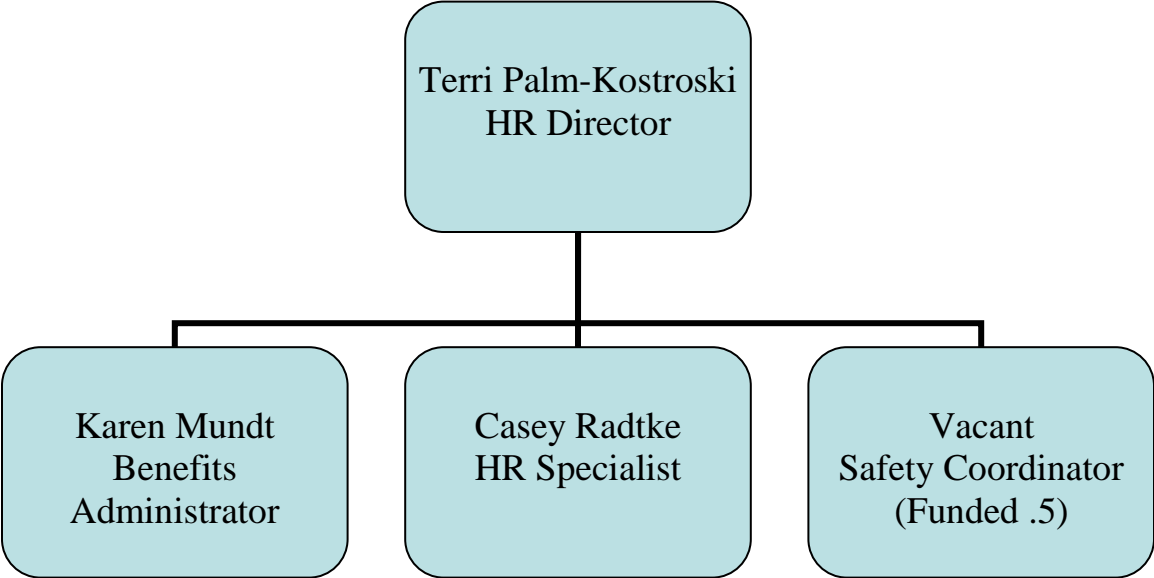 Terri Palm-Kostroski
HR Director
Karen Mundt
Benefits
Administrator
Casey Radtke
HR Specialist
Vacant
Safety Coordinator
(Funded .5)